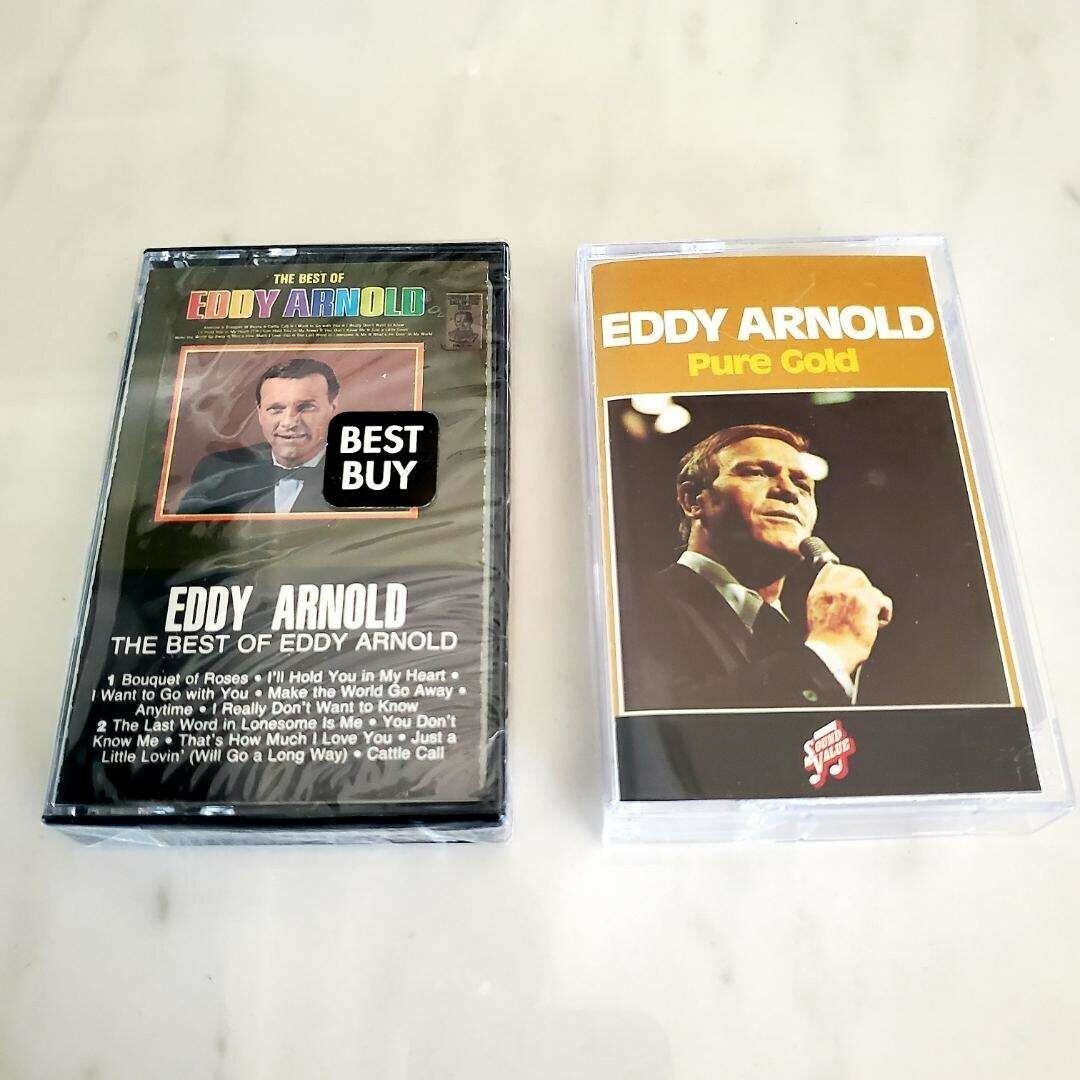 THE BEST OF
EDDY ARNOLD
BEST
BUY
EDDY ARNOLD
THE BEST OF EDDY ARNOLD
1 Bouquet of Roses • I'll Hold You in My Heart •
I Want to Go with You • Make the World Go Away •
Anytime • I Really Don't Want to Know
2 The Last Word in Lonesome Is Me • You Don't
Know Me • That's How Much I Love You • Just a
Little Lovin' (Will Go a Long Way) • Cattle Call
EDDY ARNOLD
Pure Gold
SOUND
VALUE